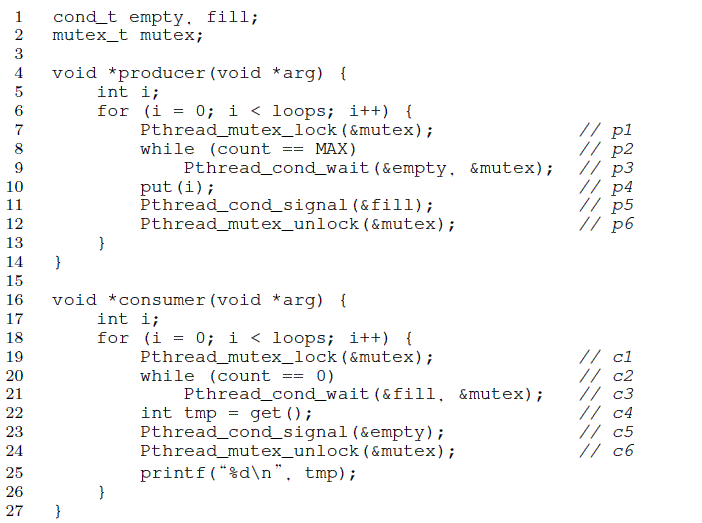 1 cond_t empty, fill;
2 mutex_t mutex;
3
4 void *producer(void *arg) {
5 int i;
6 for (i = 0; i < loops; i++) {
7 Pthread_mutex_lock(&mutex); // p1
8 while (count == MAX) // p2
9 Pthread_cond_wait(&empty, &mutex); // p3
10 put(i); // p4
11 Pthread_cond_signal(&fill); // p5
12 Pthread_mutex_unlock(&mutex); // p6
13 }
14 }
15
16 void *consumer(void *arg) {
17 int i;
18 for (i = 0; i < loops; i++) {
19 Pthread_mutex_lock(&mutex); // c1
20 while (count == 0) // c2
21 Pthread_cond_wait(&fill, &mutex); // c3
22 int tmp = get(); // c4
23 Pthread_cond_signal(&empty); // c5
24 Pthread_mutex_unlock(&mutex); // c6
25 printf(“%d\n”, tmp);
26 }
27 }